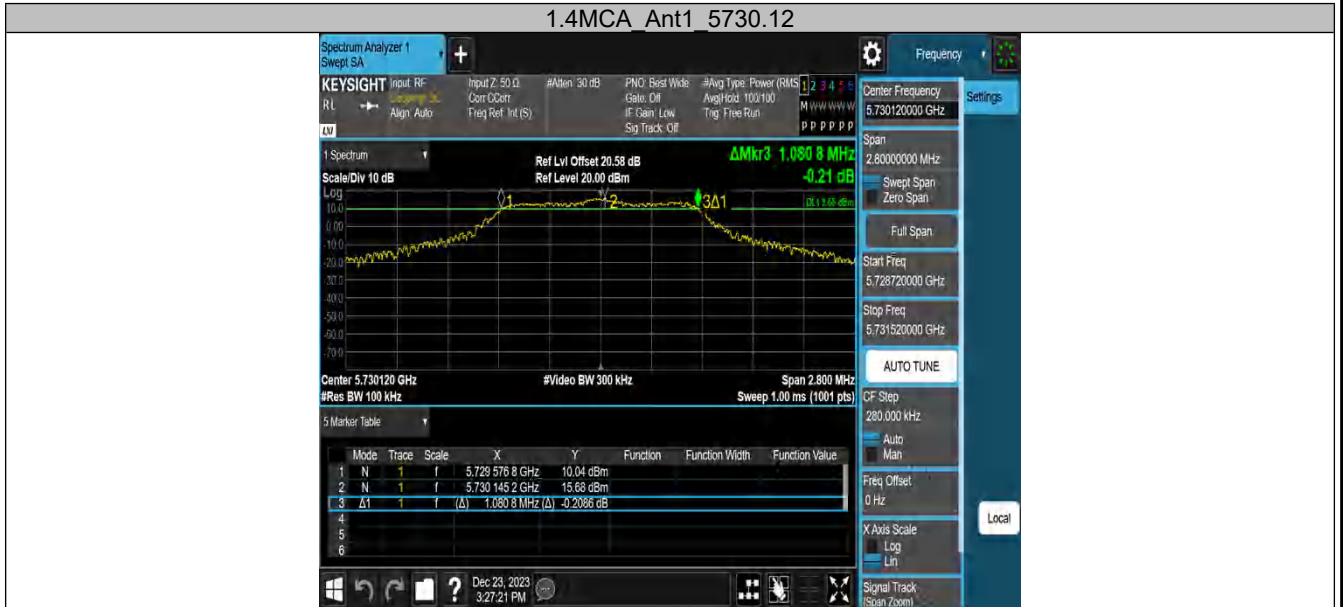 1.4MCA_Ant1_5730.12
Spectrum Analyzer 1
Swept SA
+
Frequency
KEYSIGHT
RL
LXI
Input: RF
Align: Auto
Input Z: 50 Ω
Corr CCorr
Freq Ref: Int (S)
#Atten: 30 dB
PNO: Best Wide
Gate: Off
IF Gain: Low
Sig Track: Off
#Avg Type: Power (RMS
Avg|Hold: 100/100
Trig: Free Run
1 2 3 4 5 6
M W W W W W
P P P P P P
Center Frequency
5.730120000 GHz
Settings
Span
2.80000000 MHz
Swept Span
Zero Span
Full Span
Start Freq
5.728720000 GHz
Stop Freq
5.731520000 GHz
AUTO TUNE
CF Step
280.000 kHz
Auto
Man
Freq Offset
0 Hz
X Axis Scale
Log
Lin
Signal Track
(Span Zoom)
Local
1 Spectrum
Scale/Div 10 dB
Log
Ref Lvl Offset 20.58 dB
Ref Level 20.00 dBm
ΔMkr3 1.080 8 MHz
-0.21 dB
1
2
3Δ1
10.0
0.00
-10.0
-20.0
-30.0
-40.0
-50.0
-60.0
-70.0
Center 5.730120 GHz
#Res BW 100 kHz
#Video BW 300 kHz
Span 2.800 MHz
Sweep 1.00 ms (1001 pts)
5 Marker Table
Mode Trace Scale X Y Function Function Width Function Value
1 N 1 f 5.729 576 8 GHz 10.04 dBm
2 N 1 f 5.730 145 2 GHz 15.68 dBm
3 Δ1 1 f (Δ) 1.080 8 MHz (Δ) -0.2086 dB
4
5
6
?
Dec 23, 2023
3:27:21 PM